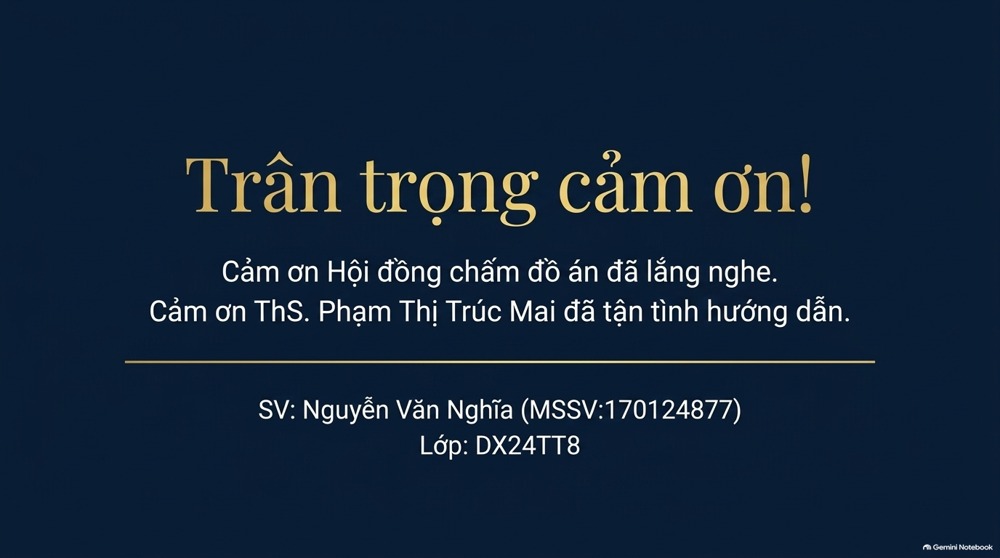 Trân trọng cảm ơn!
Cảm ơn Hội đồng chấm đồ án đã lắng nghe.
Cảm ơn ThS. Phạm Thị Trúc Mai đã tận tình hướng dẫn.
SV: Nguyễn Văn Nghĩa (MSSV:170124877)
Lớp: DX24TT8
Gemini Notebook